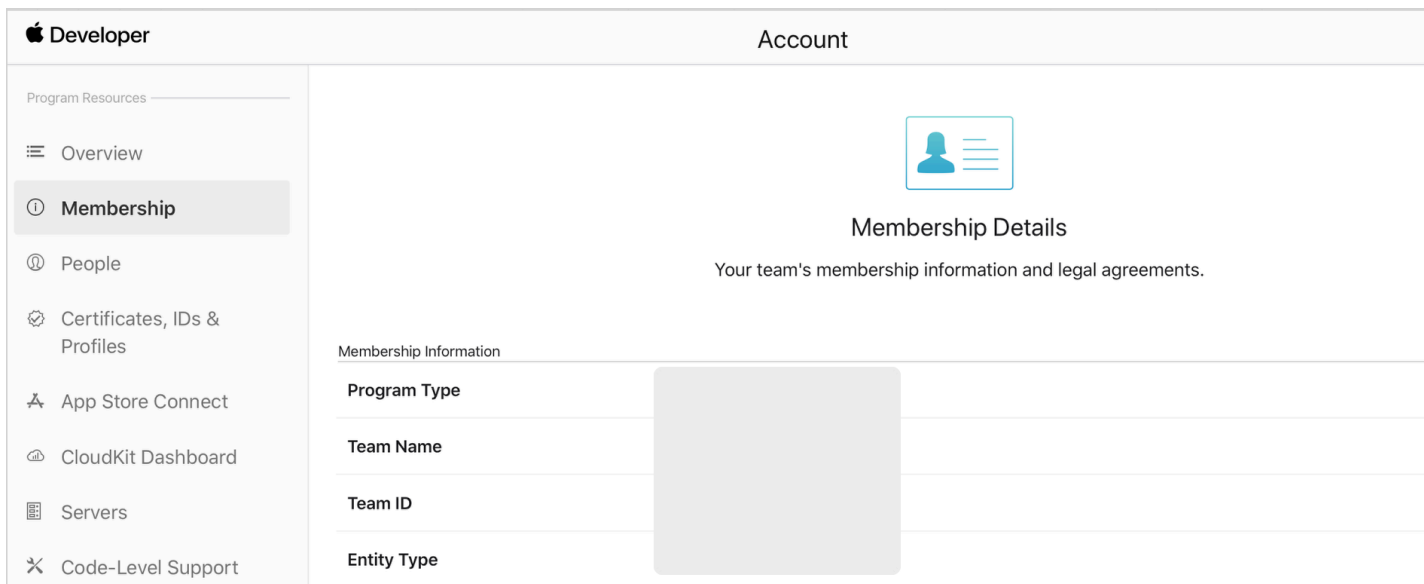 Developer
Account
Program Resources
Overview
Membership
People
Certificates, IDs &
Profiles
App Store Connect
CloudKit Dashboard
Servers
Code-Level Support
Membership Details
Your team's membership information and legal agreements.
Membership Information
Program Type
Team Name
Team ID
Entity Type